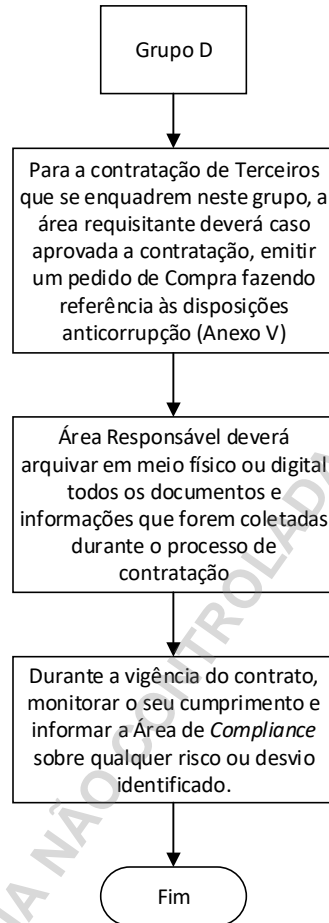 Grupo D
Para a contratação de Terceiros
que se enquadrem neste grupo, a
área requisitante deverá caso
aprovada a contratação, emitir
um pedido de Compra fazendo
referência às disposições
anticorrupção (Anexo V)
Área Responsável deverá
arquivar em meio físico ou digital
todos os documentos e
informações que forem coletadas
durante o processo de
contratação
Durante a vigência do contrato,
monitorar o seu cumprimento e
informar a Área de Compliance
sobre qualquer risco ou desvio
identificado.
Fim
NÃO CONTROLADA